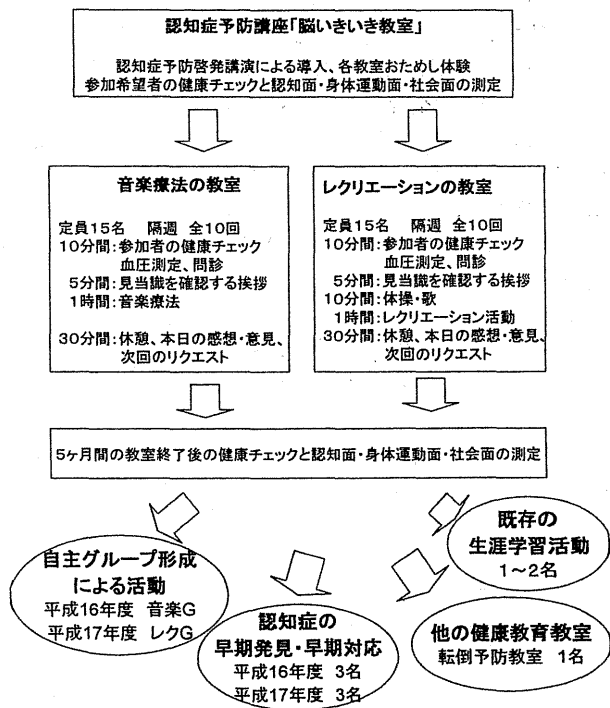 認知症予防講座「脳いきいき教室」
認知症予防啓発講演による導入、各教室おためし体験
参加希望者の健康チェックと認知面・身体運動面・社会面の測定
音楽療法の教室
定員15名 隔週 全10回
10分間:参加者の健康チェック
血圧測定、問診
5分間:見当識を確認する挨拶
1時間:音楽療法
30分間:休憩、本日の感想・意見、
次回のリクエスト
レクリエーションの教室
定員15名 隔週 全10回
10分間:参加者の健康チェック
血圧測定、問診
5分間:見当識を確認する挨拶
10分間:体操・歌
1時間:レクリエーション活動
30分間:休憩、本日の感想・意見、
次回のリクエスト
5ヶ月間の教室終了後の健康チェックと認知面・身体運動面・社会面の測定
自主グループ形成
による活動
平成16年度 音楽G
平成17年度 レクG
認知症の
早期発見・早期対応
平成16年度 3名
平成17年度 3名
既存の
生涯学習活動
1～2名
他の健康教育教室
転倒予防教室 1名